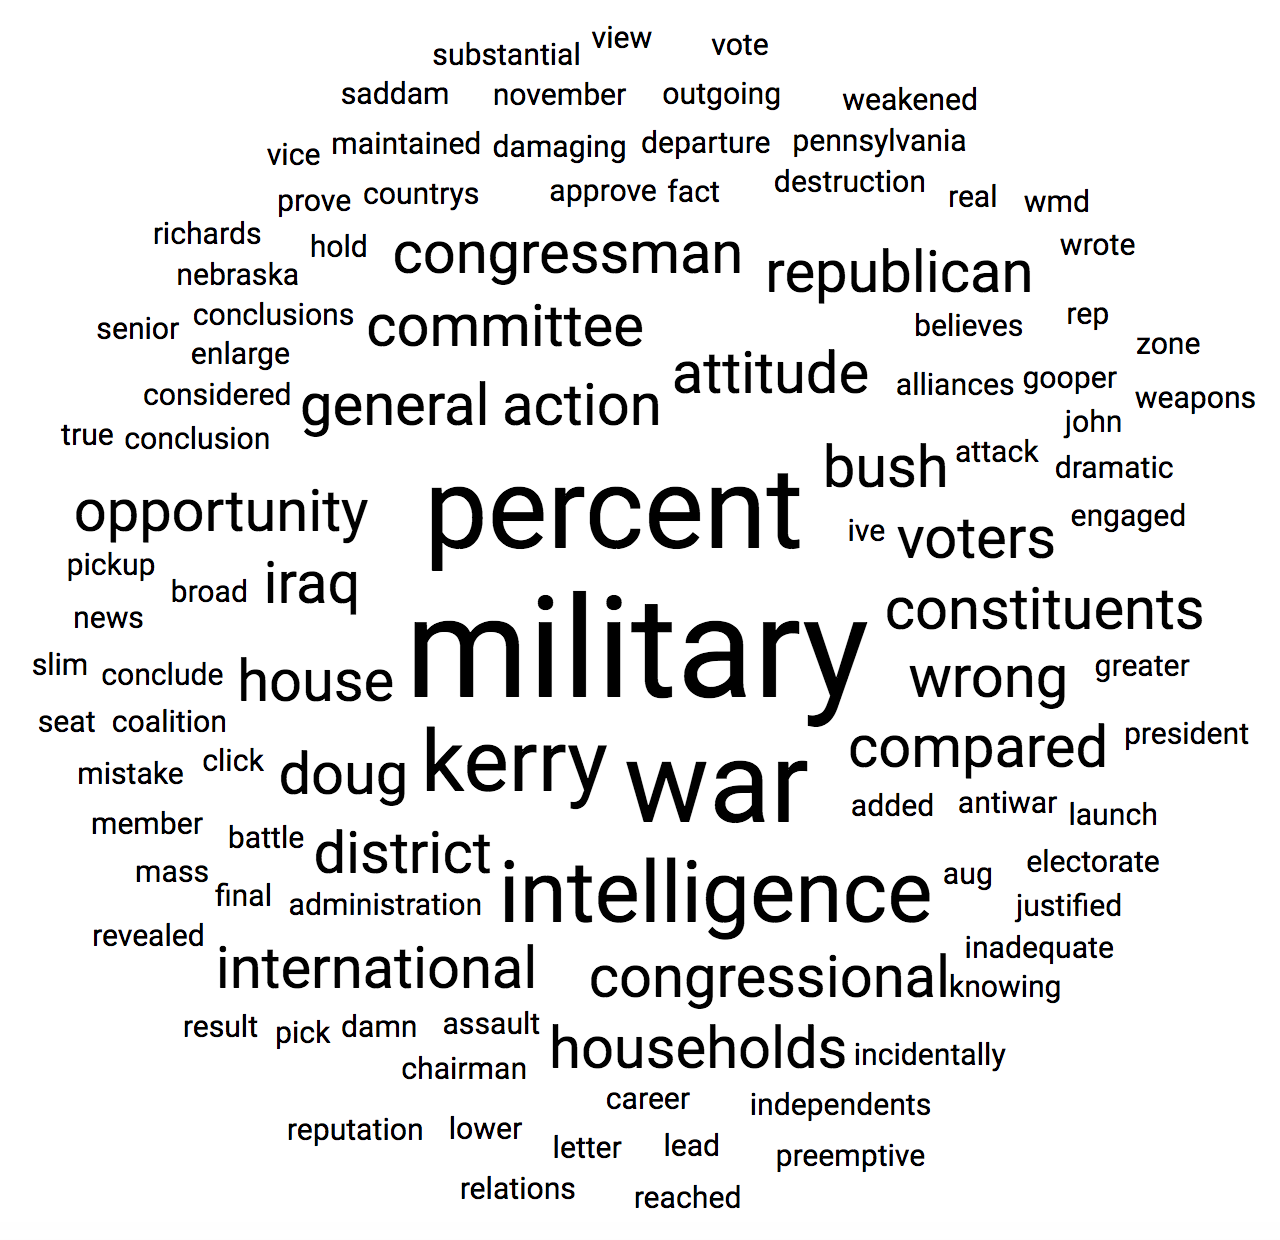 substantial view vote
saddam november outgoing weakened
vice maintained damaging departure pennsylvania
prove countrys approve fact destruction real wmd
richards hold congressman republican wrote
nebraska
senior conclusions committee believes rep
enlarge attitude zone
considered general action alliances gooper weapons
true conclusion john
bush attack dramatic
opportunity percent ive voters engaged
pickup broad iraq
news constituents
slim conclude house military wrong greater
seat coalition
mistake click doug kerry war compared president
member battle added antiwar launch
mass district intelligence aug electorate
final administration justified
revealed inadequate
international congressional knowing
result pick damn assault
chairman households incidentally
career independents
reputation lower letter lead preemptive
relations reached